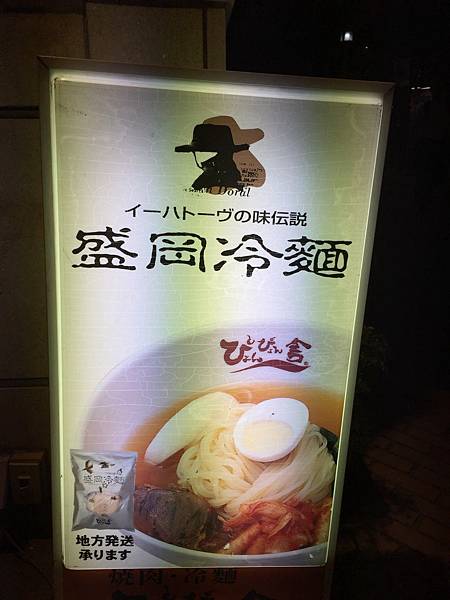 イーハトーヴの味伝説
盛岡冷麺
ぴょんぴょん舎
盛岡冷麺
地方発送
承ります
焼肉・冷麺